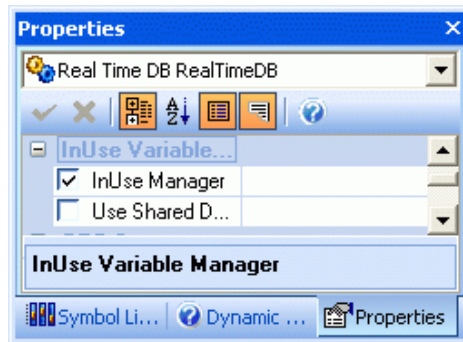 Properties
Real Time DB RealTimeDB
InUse Variable...
InUse Manager
Use Shared D...
InUse Variable Manager
Symbol Li... Dynamic ... Properties